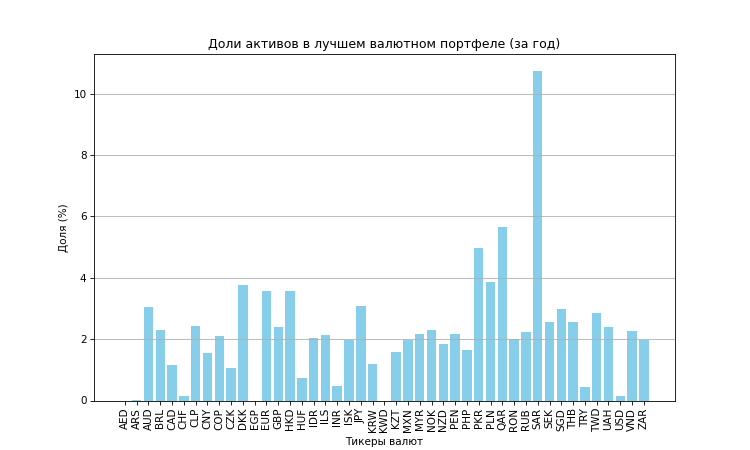 Доли активов в лучшем валютном портфеле (за год)
Доля (%)
10
8
6
4
2
0
AED ARS AUD BRL CAD CHF CLP CNY COP CZK DKK EGP EUR GBP HKD HUF IDR ILS INR ISK JPY KRW KWD KZT MXN MYR NOK NZD PEN PHP PKR PLN QAR RON RUB SAR SEK SGD THB TRY TWD UAH USD VND ZAR
Тикеры валют